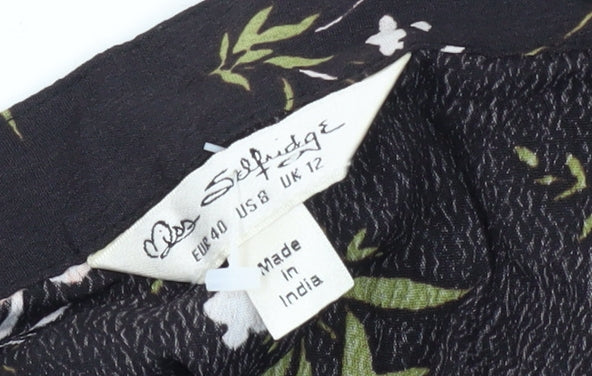 Miss Selfridge
EUR 40 US 8 UK 12
Made
in
India